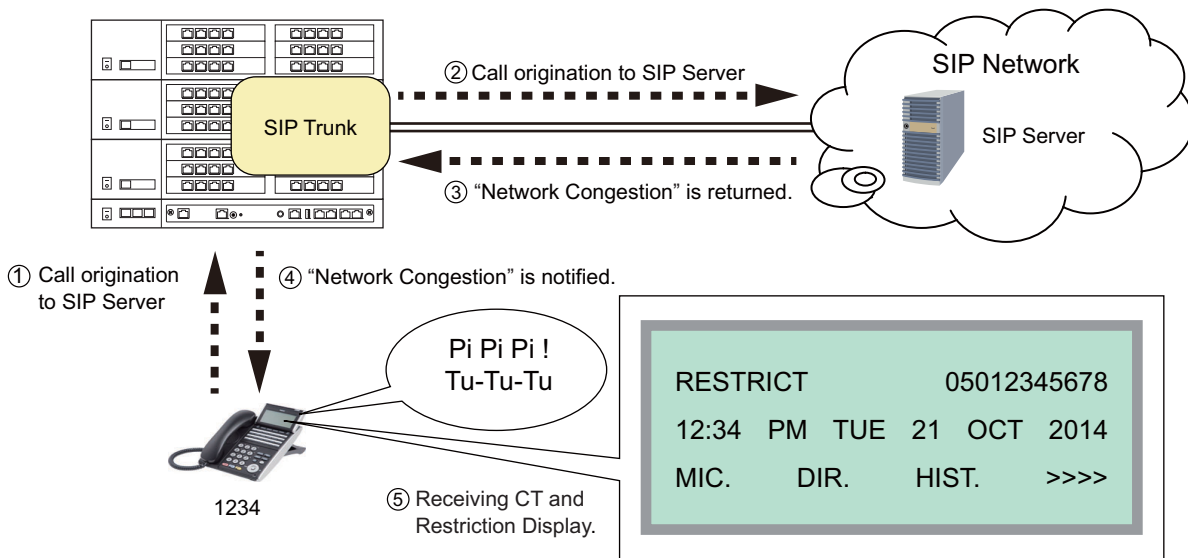 SIP Trunk
② Call origination to SIP Server
SIP Network
SIP Server
③ “Network Congestion” is returned.
① Call origination
to SIP Server
④ “Network Congestion” is notified.
Pi Pi Pi !
Tu-Tu-Tu
RESTRICT 05012345678
12:34 PM TUE 21 OCT 2014
MIC. DIR. HIST. >>>>
1234
⑤ Receiving CT and
Restriction Display.